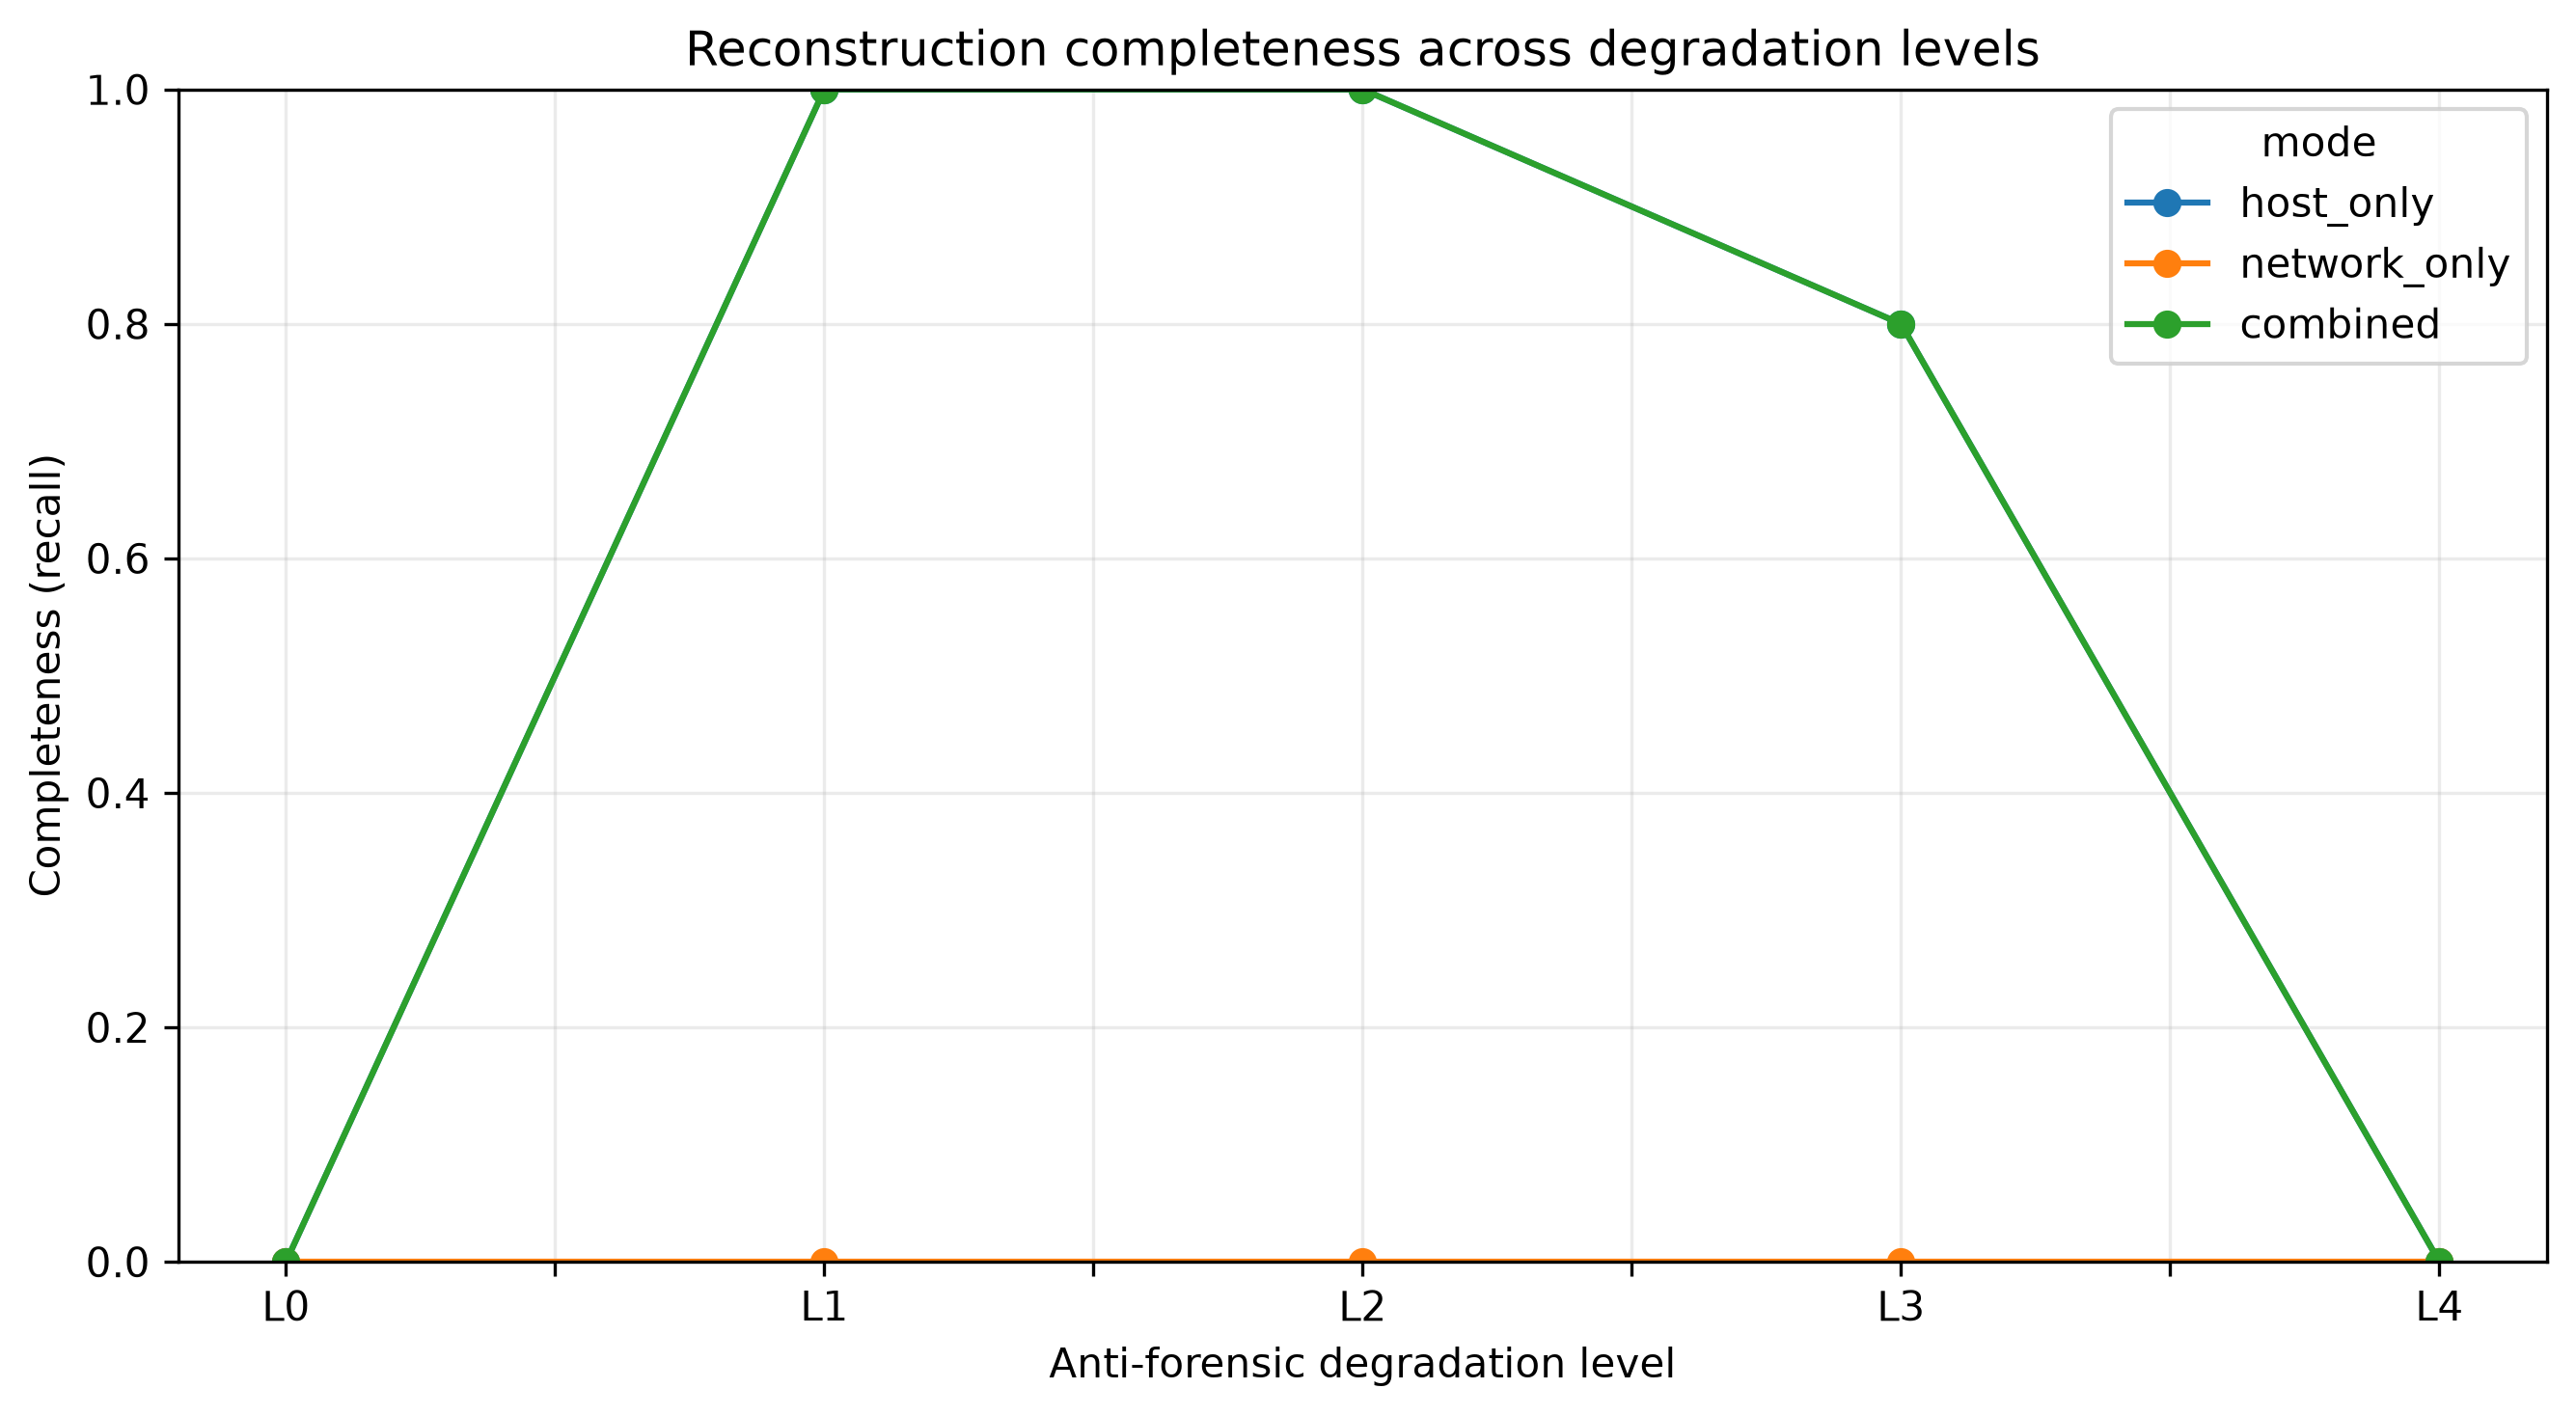 Reconstruction completeness across degradation levels
1.0
0.8
0.6
0.4
0.2
0.0
Completeness (recall)
mode
host_only
network_only
combined
L0 L1 L2 L3 L4
Anti-forensic degradation level